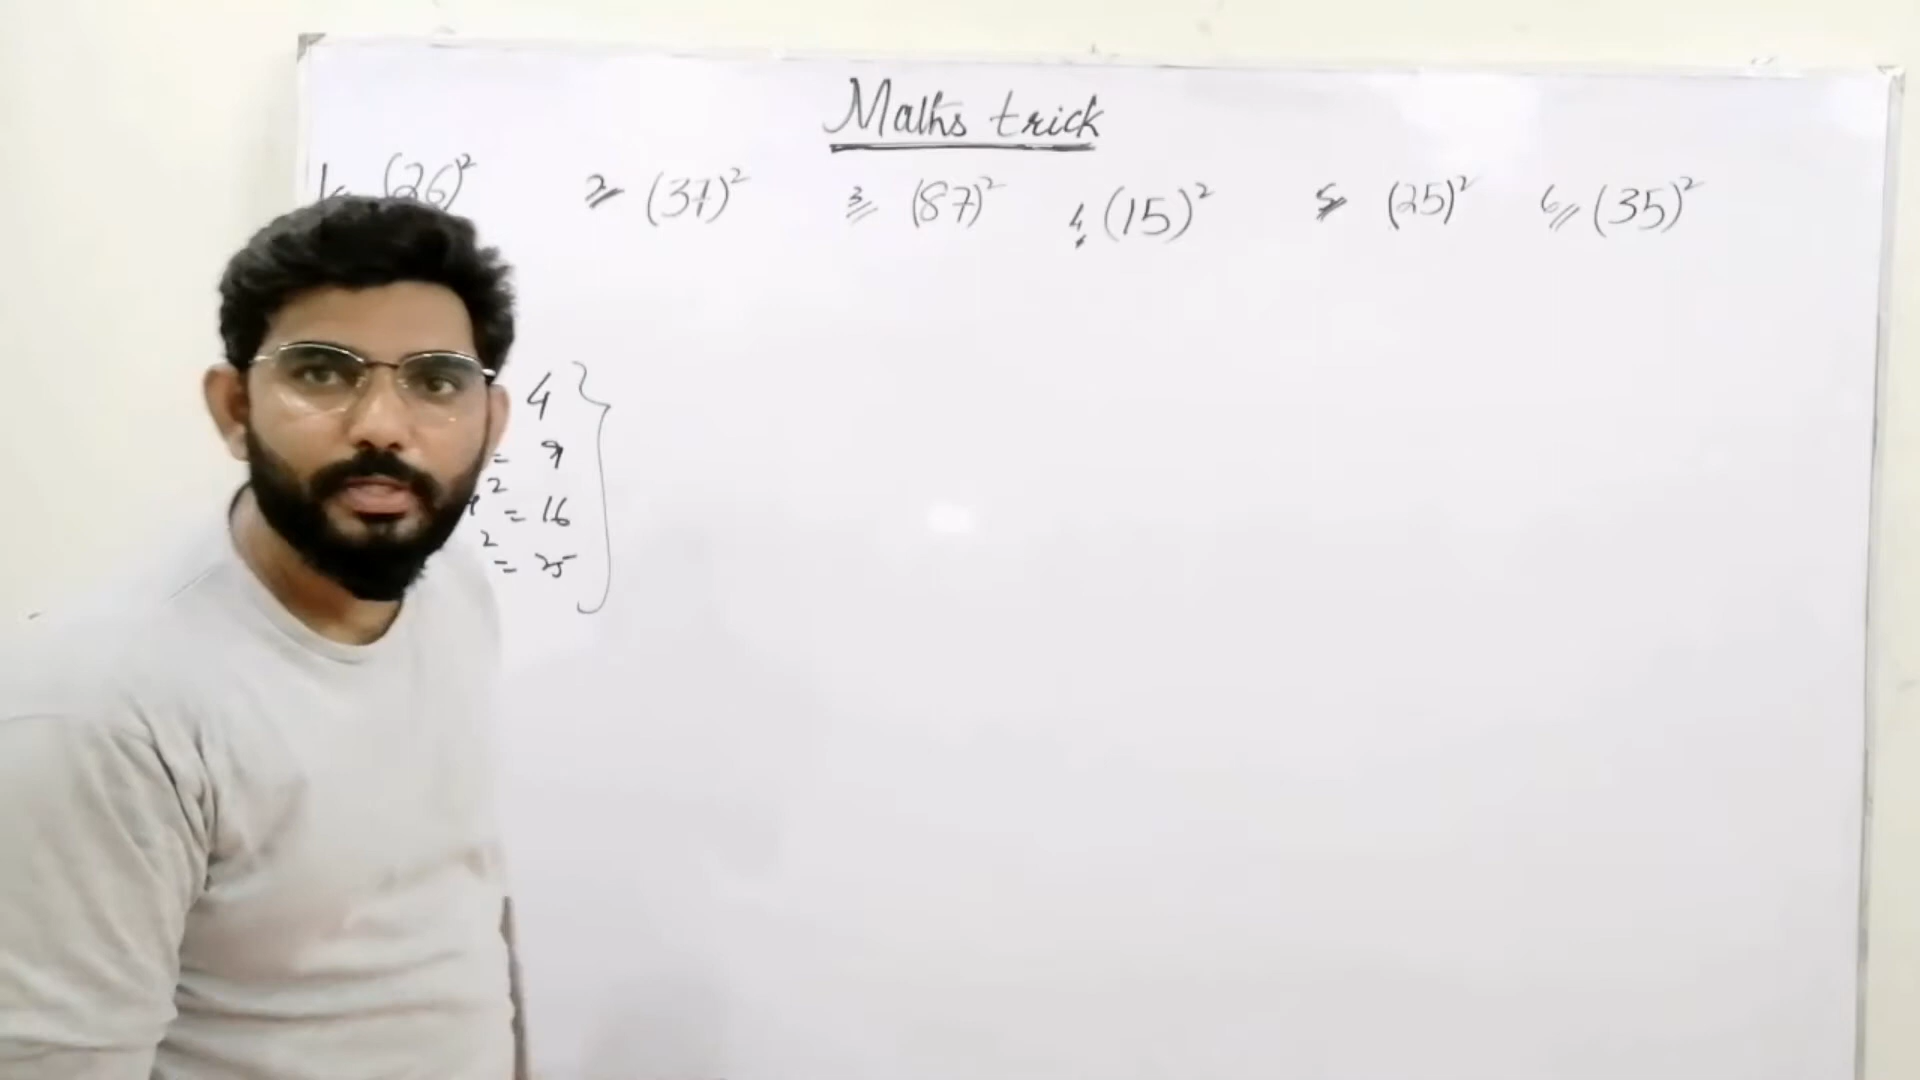 Maths trick
1. (26)² 2 (37)² 3 (87)² 4. (15)² 5 (25)² 6 (35)²
4
= 9
4² = 16
² = 25